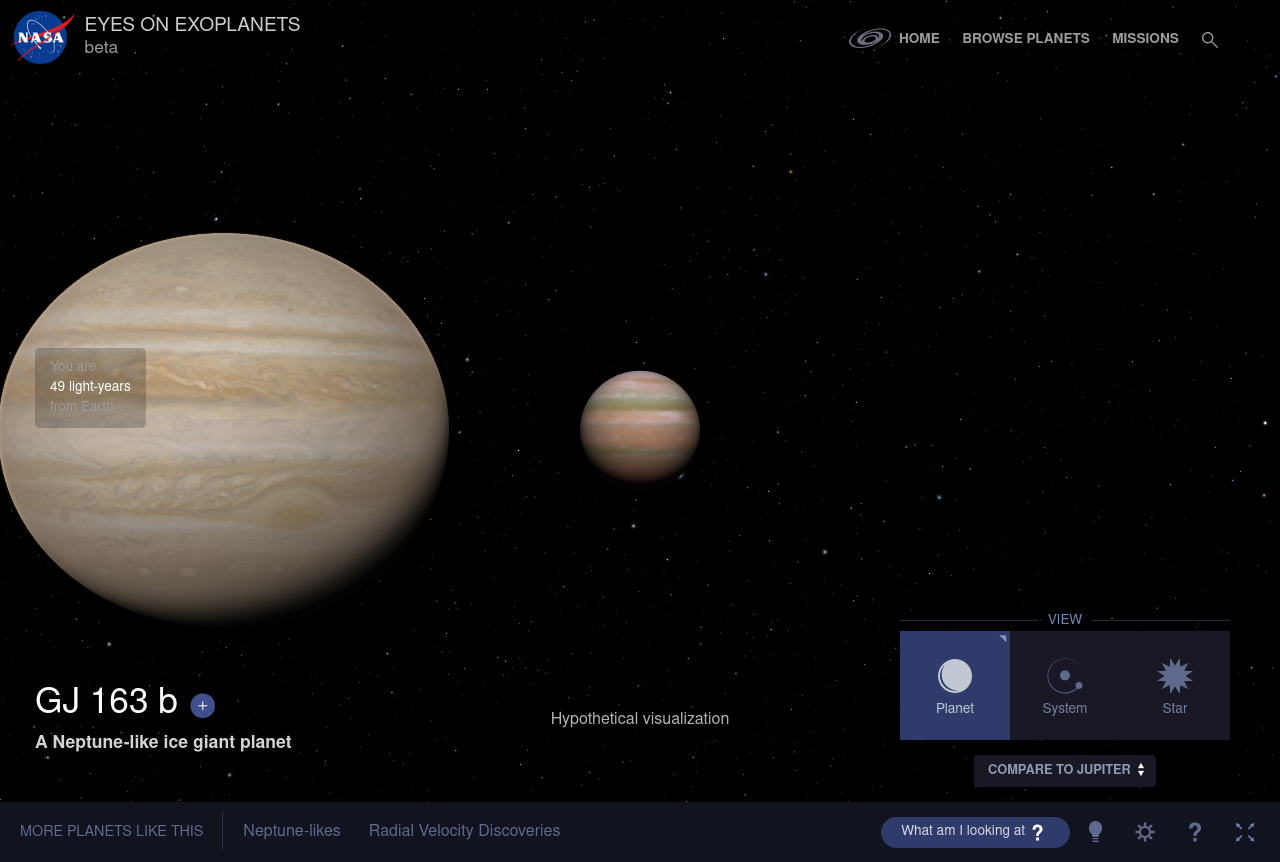 NASA
EYES ON EXOPLANETS
beta
HOME
BROWSE PLANETS
MISSIONS
You are
49 light-years
from Earth
VIEW
Planet
System
Star
GJ 163 b +
A Neptune-like ice giant planet
Hypothetical visualization
COMPARE TO JUPITER
MORE PLANETS LIKE THIS
Neptune-likes
Radial Velocity Discoveries
What am I looking at ?
?